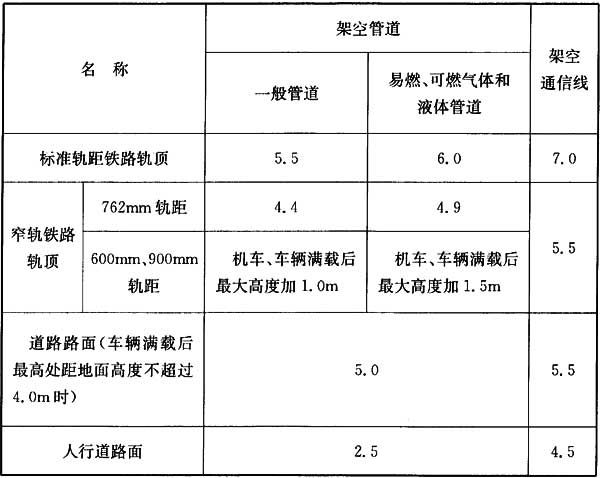 名 称
架空管道
架空
通信线
一般管道
易燃、可燃气体和
液体管道
标准轨距铁路轨顶
5.5
6.0
7.0
窄轨铁路
轨顶
762mm 轨距
4.4
4.9
5.5
600mm、900mm
轨距
机车、车辆满载后
最大高度加1.0m
机车、车辆满载后
最大高度加1.5m
道路路面(车辆满载后
最高处距地面高度不超过
4.0m时)
5.0
5.5
人行道路面
2.5
4.5